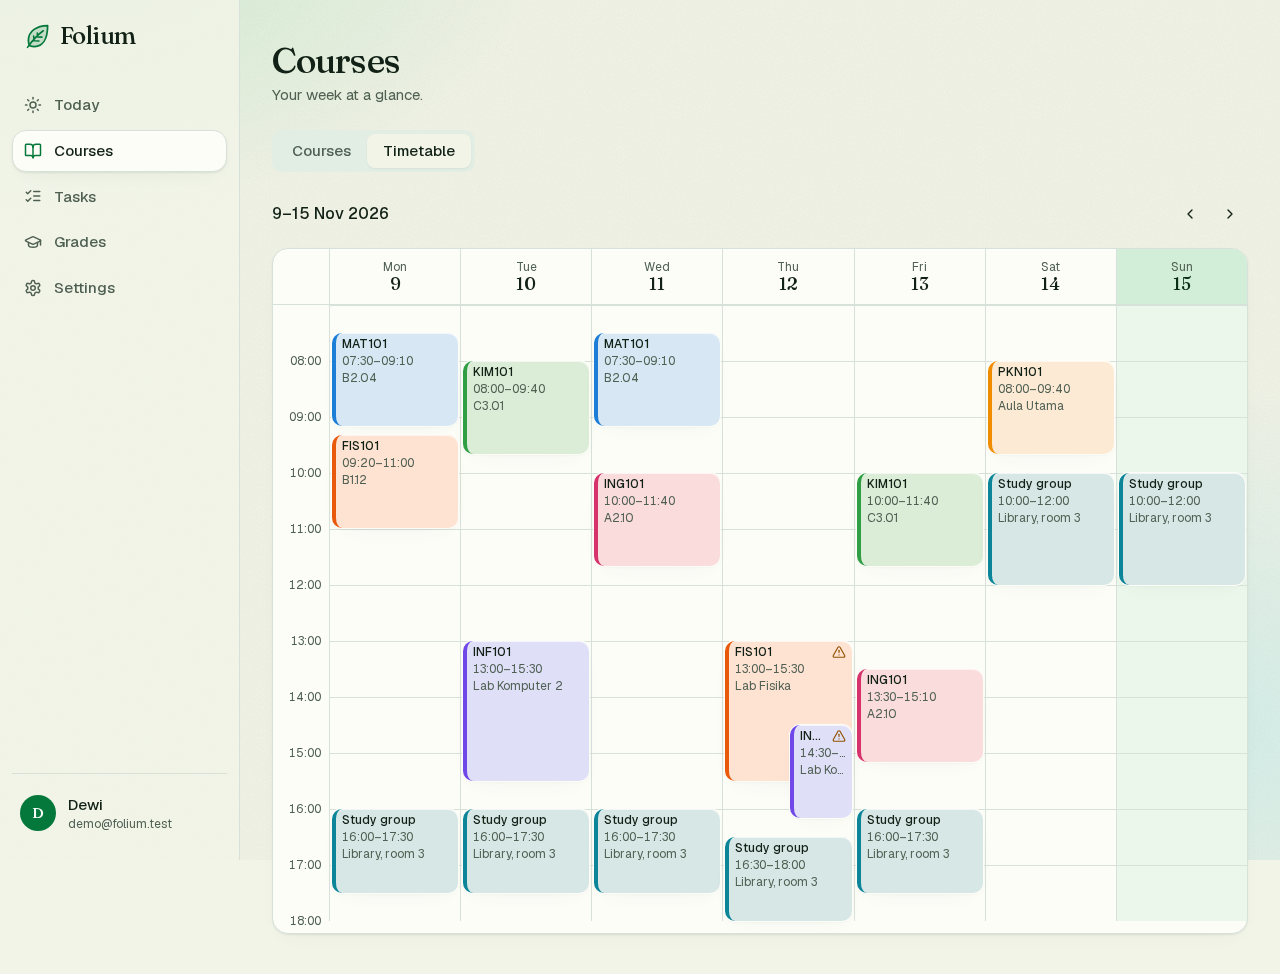 Folium
Today
Courses
Tasks
Grades
Settings
D
Dewi
demo@folium.test
Courses
Your week at a glance.
Courses
Timetable
9–15 Nov 2026
Mon
9
Tue
10
Wed
11
Thu
12
Fri
13
Sat
14
Sun
15
08:00
09:00
10:00
11:00
12:00
13:00
14:00
15:00
16:00
17:00
18:00
MAT101
07:30–09:10
B2.04
FIS101
09:20–11:00
B1.12
Study group
16:00–17:30
Library, room 3
KIM101
08:00–09:40
C3.01
INF101
13:00–15:30
Lab Komputer 2
Study group
16:00–17:30
Library, room 3
MAT101
07:30–09:10
B2.04
ING101
10:00–11:40
A2.10
Study group
16:00–17:30
Library, room 3
FIS101
13:00–15:30
Lab Fisika
IN…
14:30–…
Lab Ko…
Study group
16:30–18:00
Library, room 3
KIM101
10:00–11:40
C3.01
ING101
13:30–15:10
A2.10
Study group
16:00–17:30
Library, room 3
PKN101
08:00–09:40
Aula Utama
Study group
10:00–12:00
Library, room 3
Study group
10:00–12:00
Library, room 3